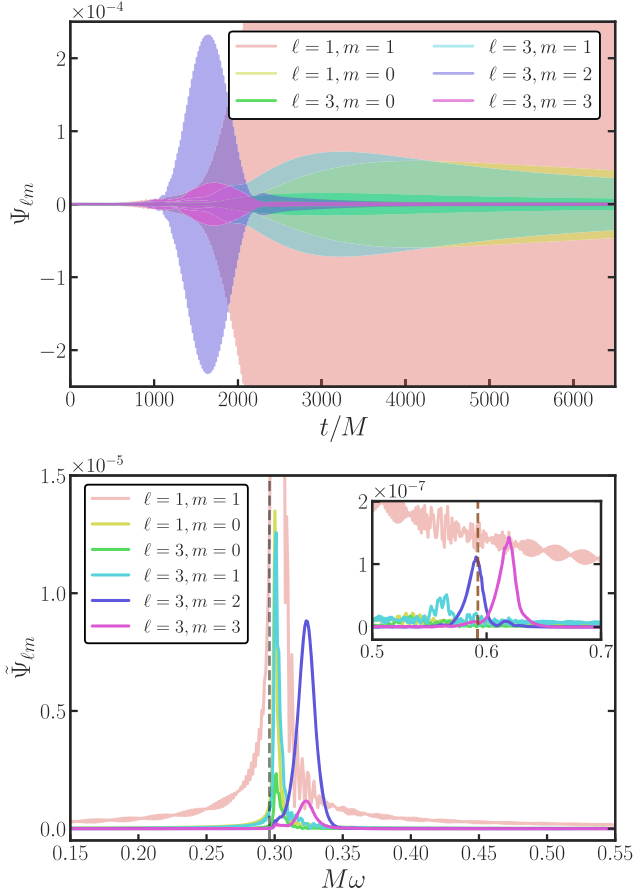 ×10⁻⁴
2
1
0
−1
−2
Ψℓm
ℓ = 1, m = 1
ℓ = 1, m = 0
ℓ = 3, m = 0
ℓ = 3, m = 1
ℓ = 3, m = 2
ℓ = 3, m = 3
0 1000 2000 3000 4000 5000 6000
t/M
×10⁻⁵
1.5
1.0
0.5
0.0
Ψ̃ℓm
ℓ = 1, m = 1
ℓ = 1, m = 0
ℓ = 3, m = 0
ℓ = 3, m = 1
ℓ = 3, m = 2
ℓ = 3, m = 3
×10⁻⁷
2
1
0
0.5 0.6 0.7
0.15 0.20 0.25 0.30 0.35 0.40 0.45 0.50 0.55
Mω